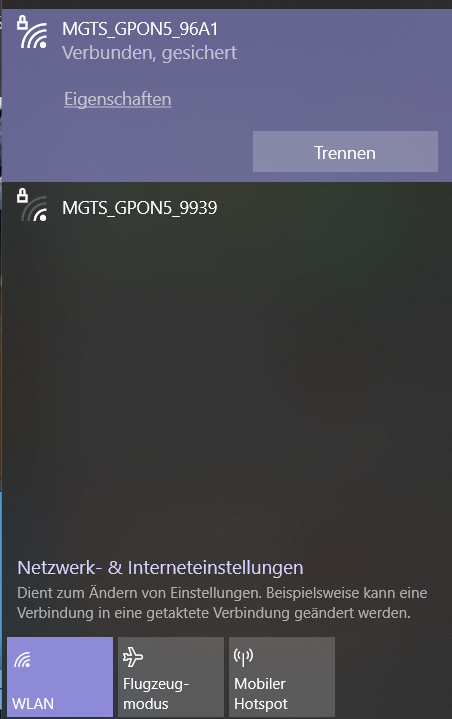 MGTS_GPON5_96A1
Verbunden, gesichert
Eigenschaften
Trennen
MGTS_GPON5_9939
Netzwerk- & Interneteinstellungen
Dient zum Ändern von Einstellungen. Beispielsweise kann eine
Verbindung in eine getaktete Verbindung geändert werden.
WLAN
Flugzeug-
modus
Mobiler
Hotspot